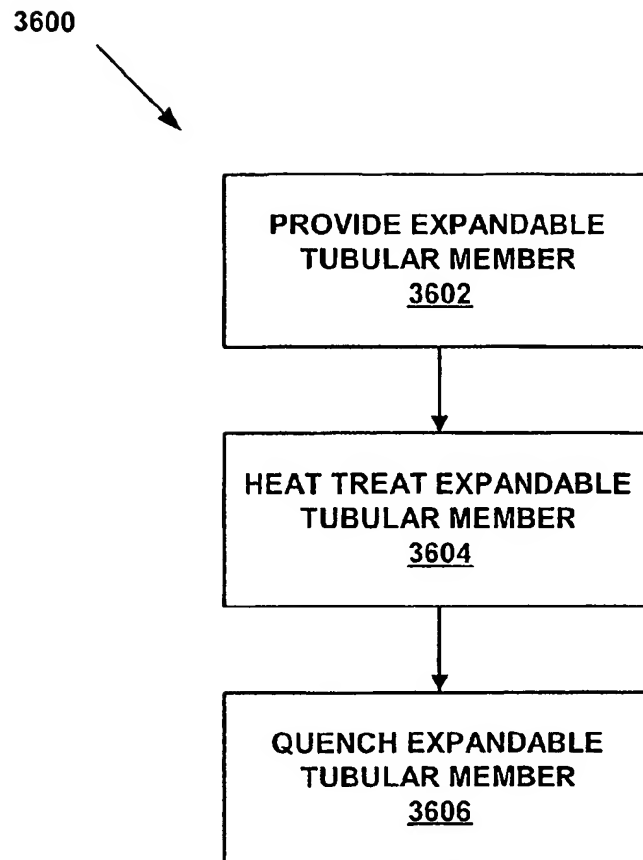 3600
PROVIDE EXPANDABLE
TUBULAR MEMBER
3602
HEAT TREAT EXPANDABLE
TUBULAR MEMBER
3604
QUENCH EXPANDABLE
TUBULAR MEMBER
3606